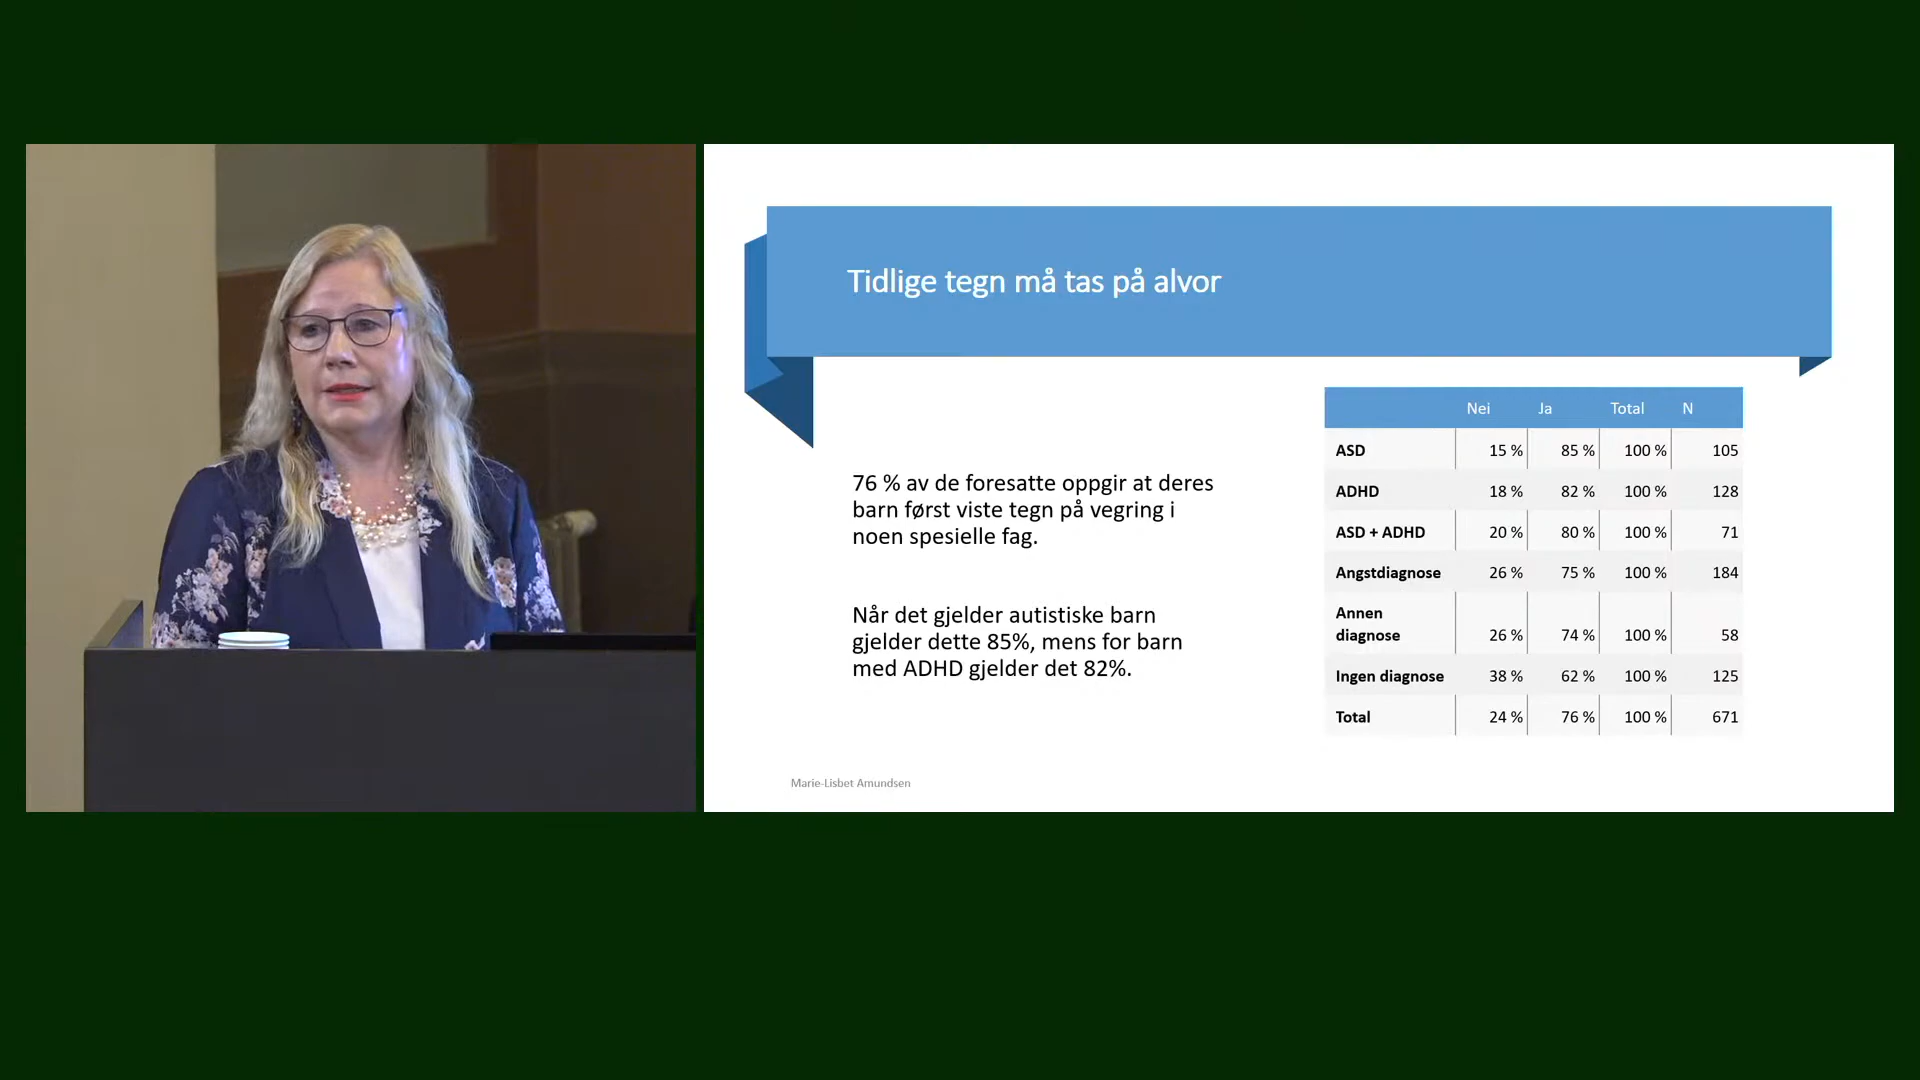 Tidlige tegn må tas på alvor
76 % av de foresatte oppgir at deres
barn først viste tegn på vegring i
noen spesielle fag.
Når det gjelder autistiske barn
gjelder dette 85%, mens for barn
med ADHD gjelder det 82%.
Nei Ja Total N
ASD 15 % 85 % 100 % 105
ADHD 18 % 82 % 100 % 128
ASD + ADHD 20 % 80 % 100 % 71
Angstdiagnose 26 % 75 % 100 % 184
Annen
diagnose 26 % 74 % 100 % 58
Ingen diagnose 38 % 62 % 100 % 125
Total 24 % 76 % 100 % 671
Marie-Lisbet Amundsen